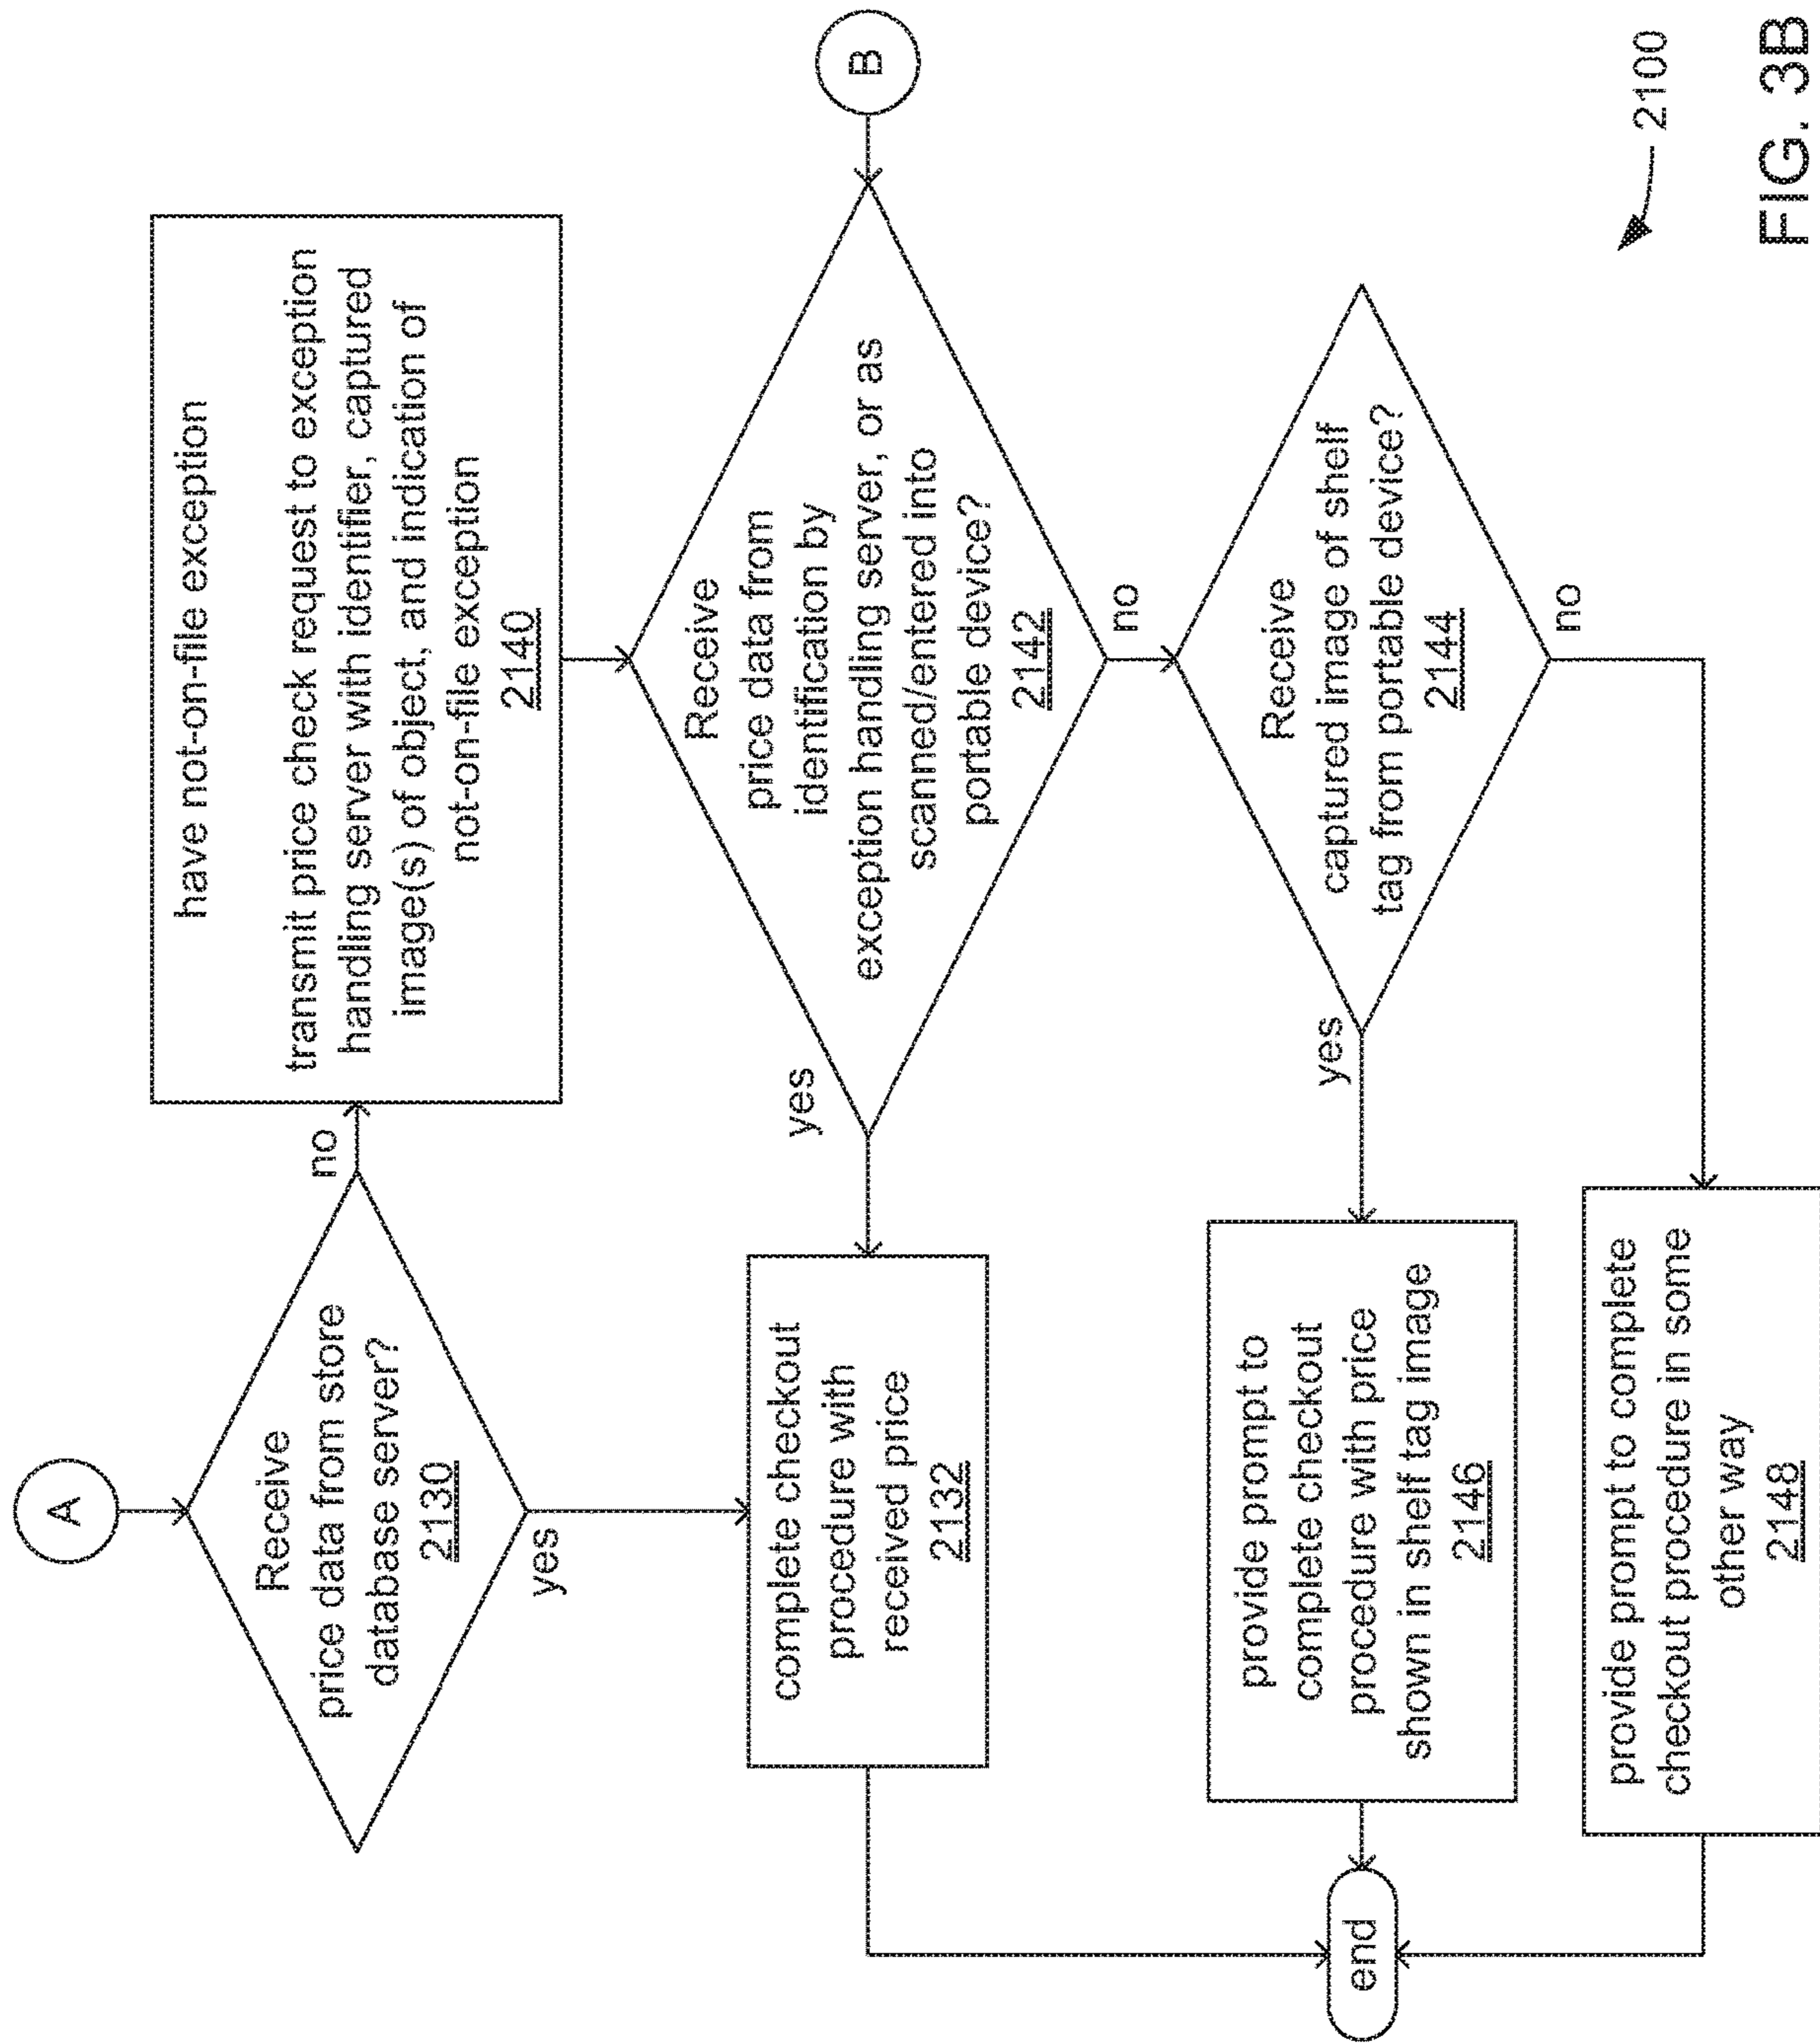 A
Receive
price data from store
database server?
2130
no
yes
have not-on-file exception
transmit price check request to exception
handling server with identifier, captured
image(s) of object, and indication of
not-on-file exception
2140
B
Receive
price data from
identification by
exception handling server, or as
scanned/entered into
portable device?
2142
yes
no
complete checkout
procedure with
received price
2132
Receive
captured image of shelf
tag from portable device?
2144
yes
no
provide prompt to
complete checkout
procedure with price
shown in shelf tag image
2146
provide prompt to complete
checkout procedure in some
other way
2148
end
2100
FIG. 3B